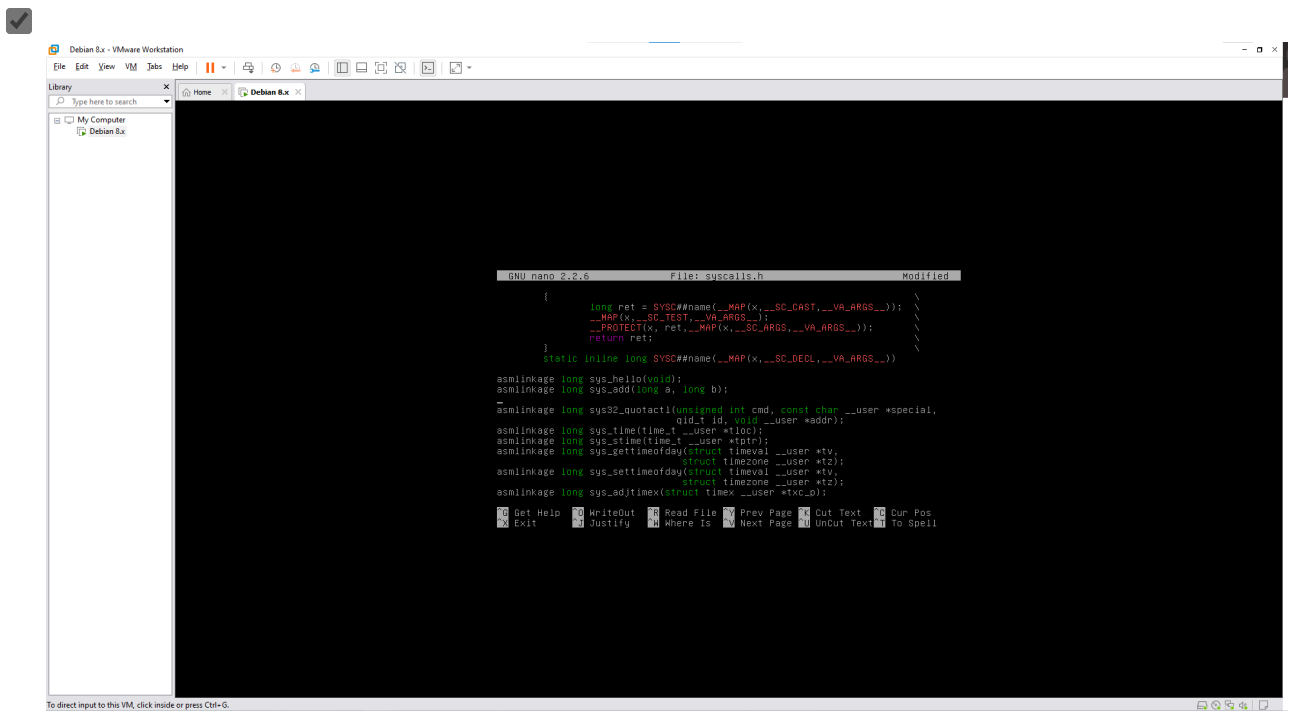 Debian 8.x - VMware Workstation
File Edit View VM Tabs Help
Library
Type here to search
My Computer
Debian 8.x
Home
Debian 8.x
GNU nano 2.2.6 File: syscalls.h Modified
{ \
long ret = SYSC##name(__MAP(x,__SC_CAST,__VA_ARGS__)); \
__MAP(x,__SC_TEST,__VA_ARGS__); \
__PROTECT(x, ret,__MAP(x,__SC_ARGS,__VA_ARGS__)); \
return ret; \
} \
static inline long SYSC##name(__MAP(x,__SC_DECL,__VA_ARGS__))
asmlinkage long sys_hello(void);
asmlinkage long sys_add(long a, long b);
asmlinkage long sys32_quotactl(unsigned int cmd, const char __user *special,
qid_t id, void __user *addr);
asmlinkage long sys_time(time_t __user *tloc);
asmlinkage long sys_stime(time_t __user *tptr);
asmlinkage long sys_gettimeofday(struct timeval __user *tv,
struct timezone __user *tz);
asmlinkage long sys_settimeofday(struct timeval __user *tv,
struct timezone __user *tz);
asmlinkage long sys_adjtimex(struct timex __user *txc_p);
^G Get Help ^O WriteOut ^R Read File ^Y Prev Page ^K Cut Text ^C Cur Pos
^X Exit ^J Justify ^W Where Is ^V Next Page ^U UnCut Text ^T To Spell
To direct input to this VM, click inside or press Ctrl+G.